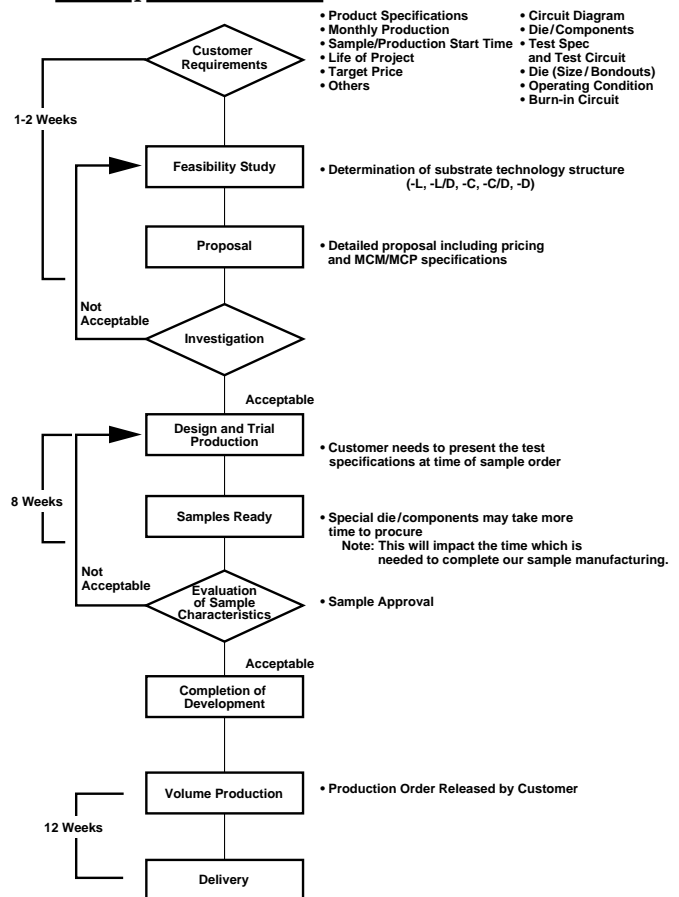 Customer
Requirements
• Product Specifications
• Monthly Production
• Sample/Production Start Time
• Life of Project
• Target Price
• Others
• Circuit Diagram
• Die/Components
• Test Spec
and Test Circuit
• Die (Size/Bondouts)
• Operating Condition
• Burn-in Circuit
1-2 Weeks
Feasibility Study
• Determination of substrate technology structure
(-L, -L/D, -C, -C/D, -D)
Proposal
• Detailed proposal including pricing
and MCM/MCP specifications
Not
Acceptable
Investigation
Acceptable
Design and Trial
Production
• Customer needs to present the test
specifications at time of sample order
8 Weeks
Samples Ready
• Special die/components may take more
time to procure
Note: This will impact the time which is
needed to complete our sample manufacturing.
Not
Acceptable
Evaluation
of Sample
Characteristics
• Sample Approval
Acceptable
Completion of
Development
Volume Production
• Production Order Released by Customer
12 Weeks
Delivery